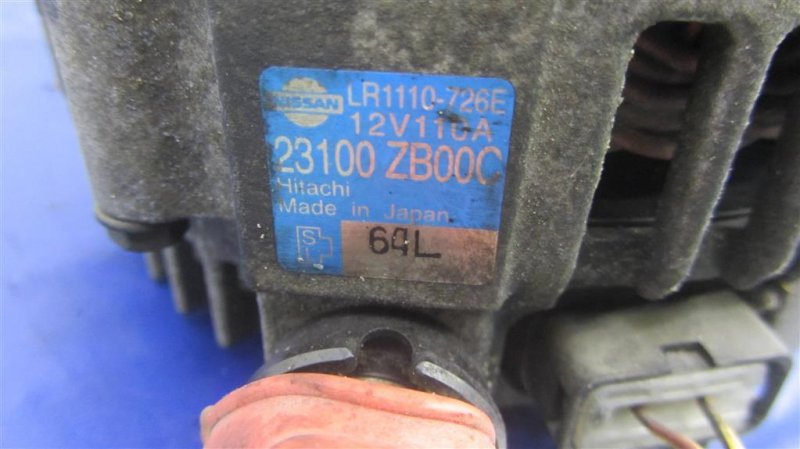 NISSAN LR1110-726E
12V110A
23100 ZB00C
Hitachi
Made in Japan
S 64L